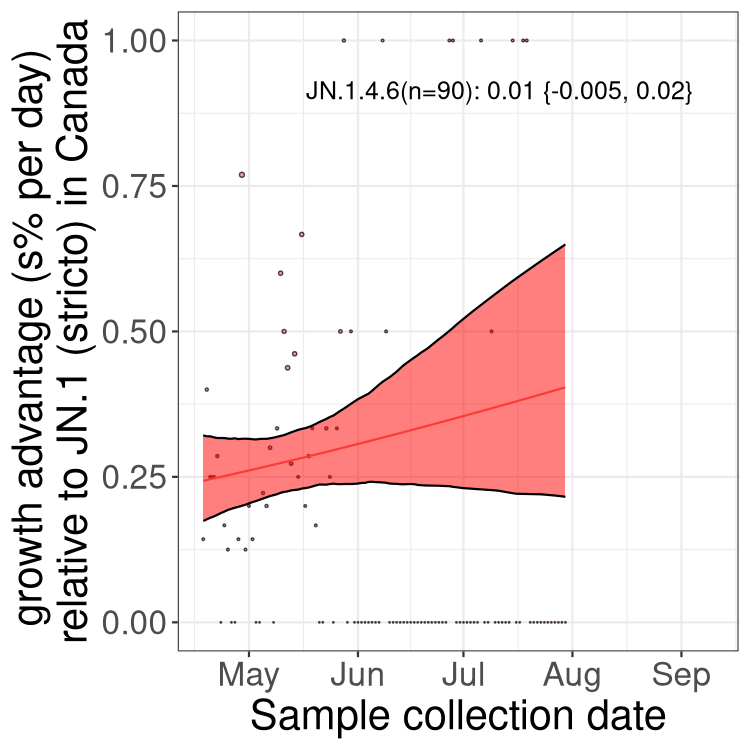 growth advantage (s% per day)
relative to JN.1 (stricto) in Canada
1.00
0.75
0.50
0.25
0.00
JN.1.4.6(n=90): 0.01 {-0.005, 0.02}
May Jun Jul Aug Sep
Sample collection date